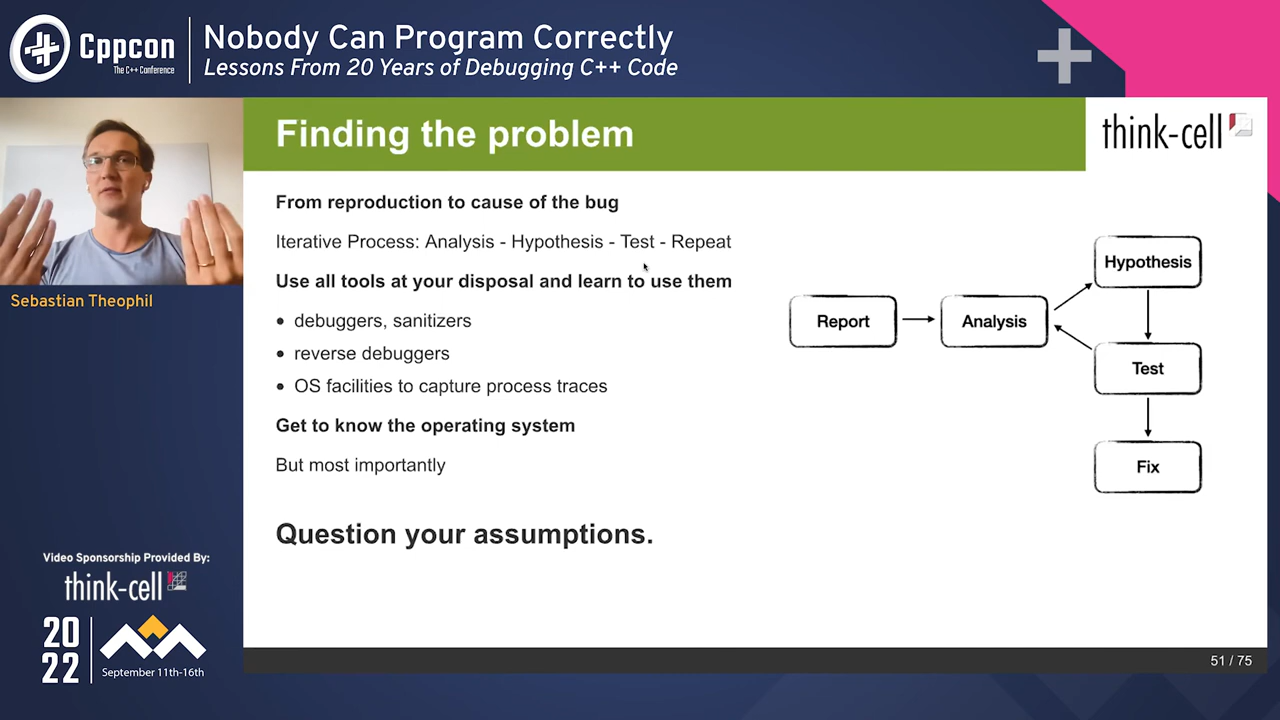 Cppcon
The C++ Conference
Nobody Can Program Correctly
Lessons From 20 Years of Debugging C++ Code
Sebastian Theophil
Finding the problem
think-cell
From reproduction to cause of the bug
Iterative Process: Analysis - Hypothesis - Test - Repeat
Use all tools at your disposal and learn to use them
• debuggers, sanitizers
• reverse debuggers
• OS facilities to capture process traces
Get to know the operating system
But most importantly
Question your assumptions.
Report
Analysis
Hypothesis
Test
Fix
Video Sponsorship Provided By:
think-cell
20
22
September 11th-16th
51 / 75